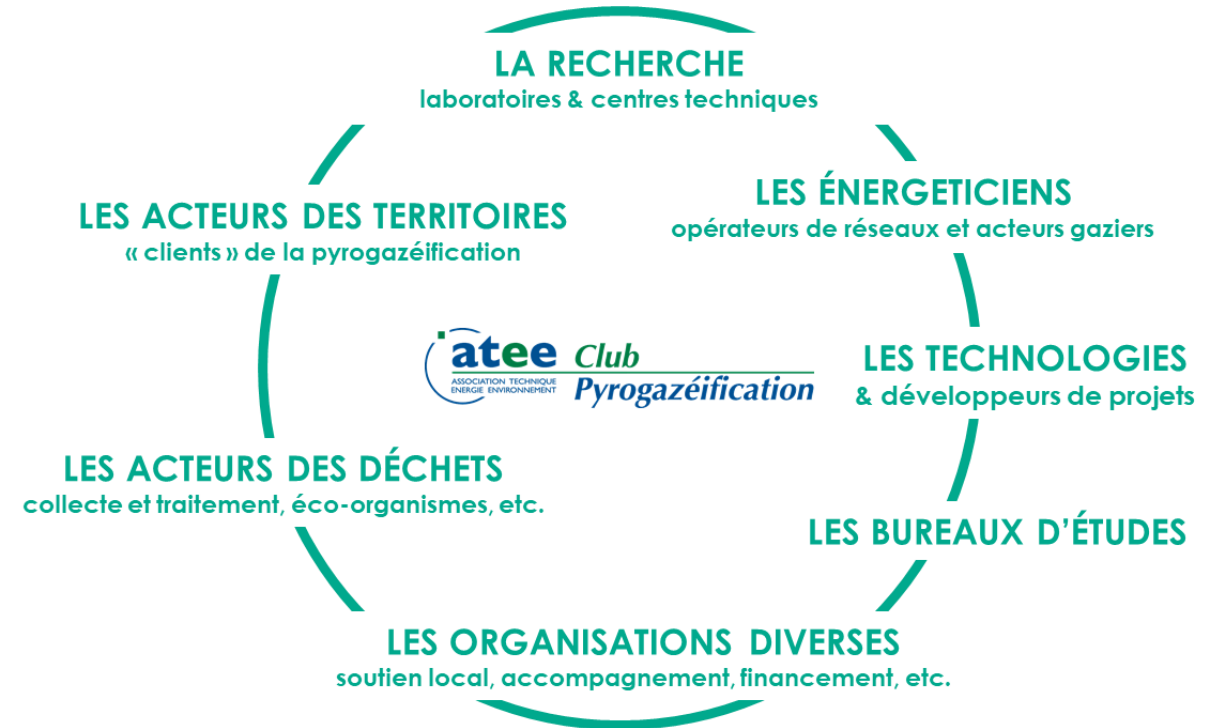 LA RECHERCHE
laboratoires & centres techniques
LES ÉNERGETICIENS
opérateurs de réseaux et acteurs gaziers
LES TECHNOLOGIES
& développeurs de projets
LES BUREAUX D'ÉTUDES
LES ORGANISATIONS DIVERSES
soutien local, accompagnement, financement, etc.
LES ACTEURS DES DÉCHETS
collecte et traitement, éco-organismes, etc.
LES ACTEURS DES TERRITOIRES
« clients » de la pyrogazéification
atee
ASSOCIATION TECHNIQUE
ENERGIE ENVIRONNEMENT
Club
Pyrogazéification